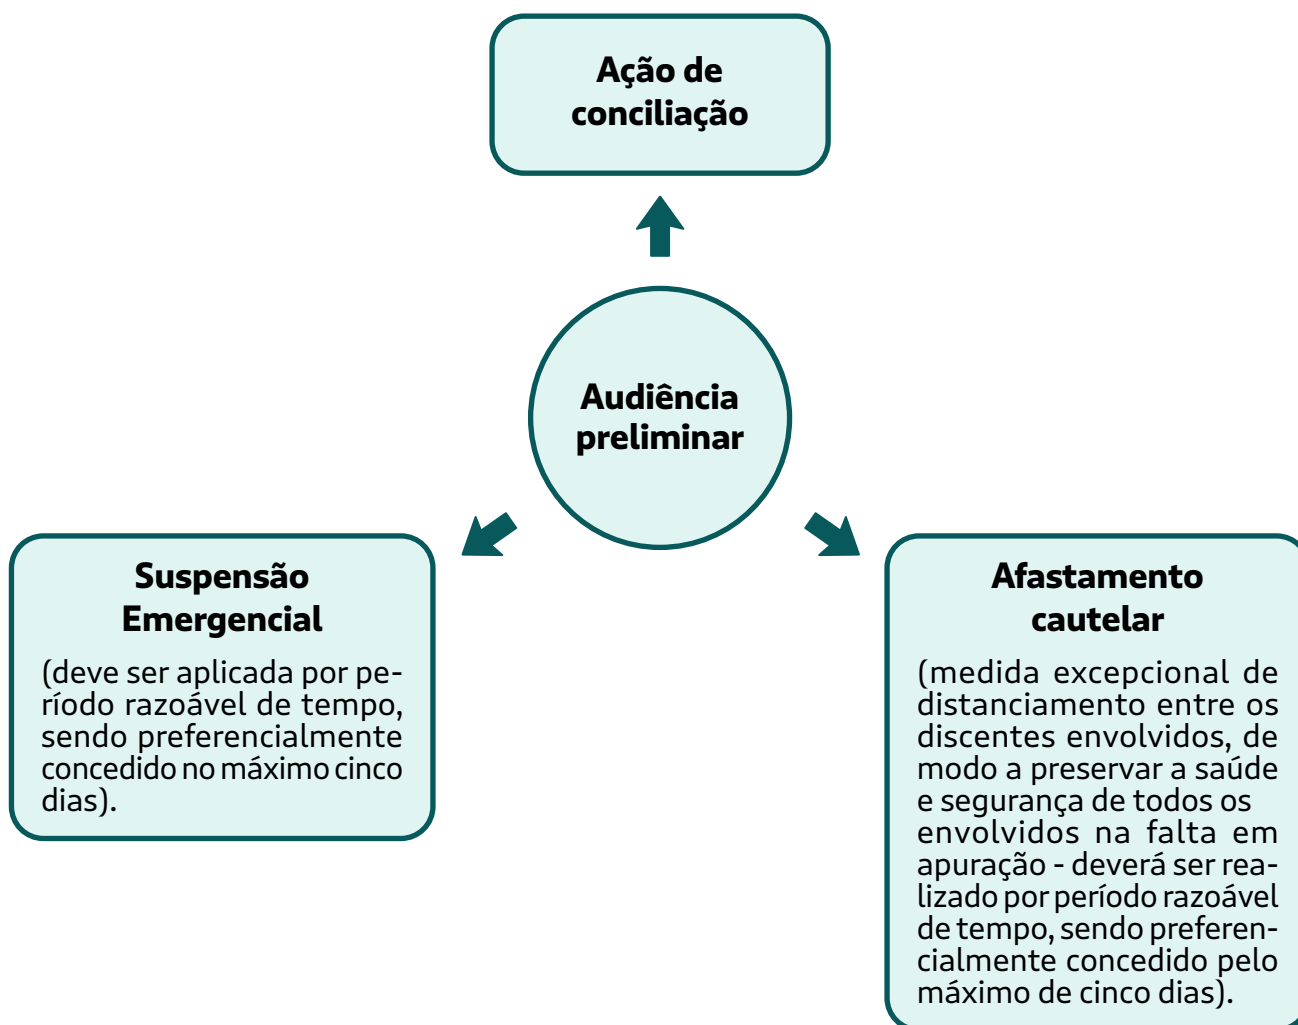 Ação de
conciliação
Audiência
preliminar
Suspensão
Emergencial
(deve ser aplicada por pe-
ríodo razoável de tempo,
sendo preferencialmente
concedido no máximo cinco
dias).
Afastamento
cautelar
(medida excepcional de
distanciamento entre os
discentes envolvidos, de
modo a preservar a saúde
e segurança de todos os
envolvidos na falta em
apuração - deverá ser rea-
lizado por período razoável
de tempo, sendo preferen-
cialmente concedido pelo
máximo de cinco dias).